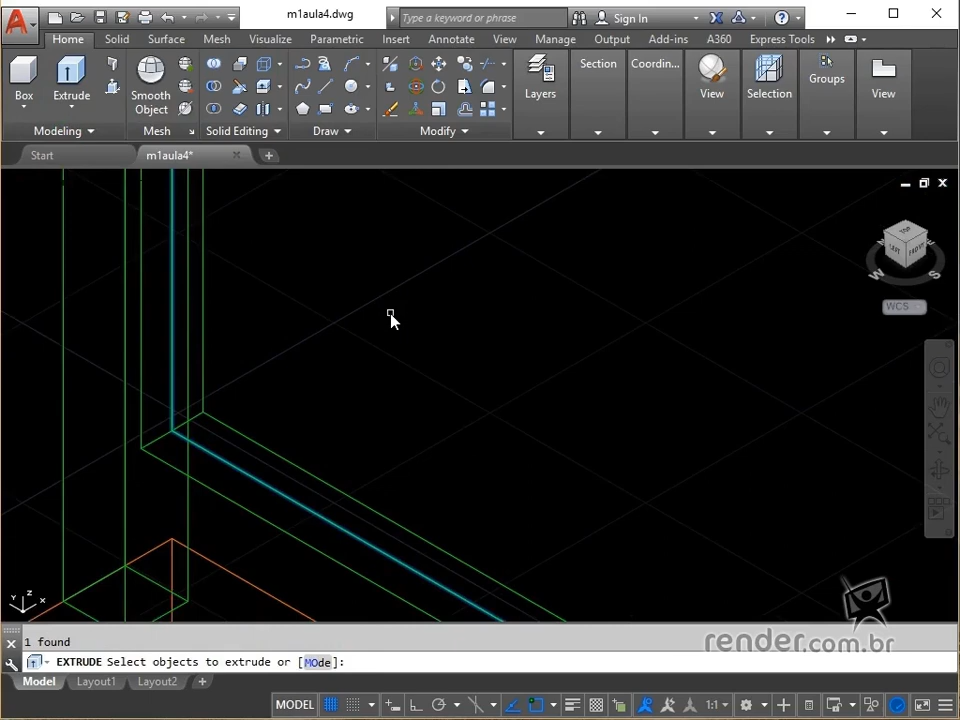 m1aula4.dwg
Type a keyword or phrase
Sign In
Home Solid Surface Mesh Visualize Parametric Insert Annotate View Manage Output Add-ins A360 Express Tools
Box
Extrude
Smooth
Object
Layers
Section
Coordin...
View
Selection
Groups
View
Modeling Mesh Solid Editing Draw Modify
Start m1aula4*
TOP
W S
WCS
Y Z X
render.com.br
1 found
EXTRUDE Select objects to extrude or [MOde]:
Model Layout1 Layout2
MODEL 1:1